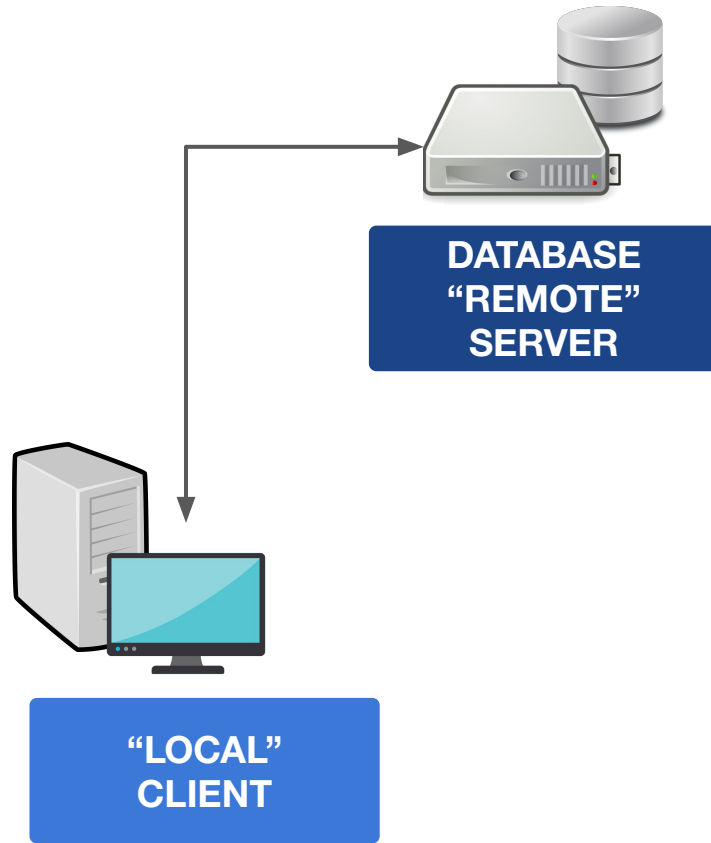 DATABASE
“REMOTE”
SERVER
“LOCAL”
CLIENT